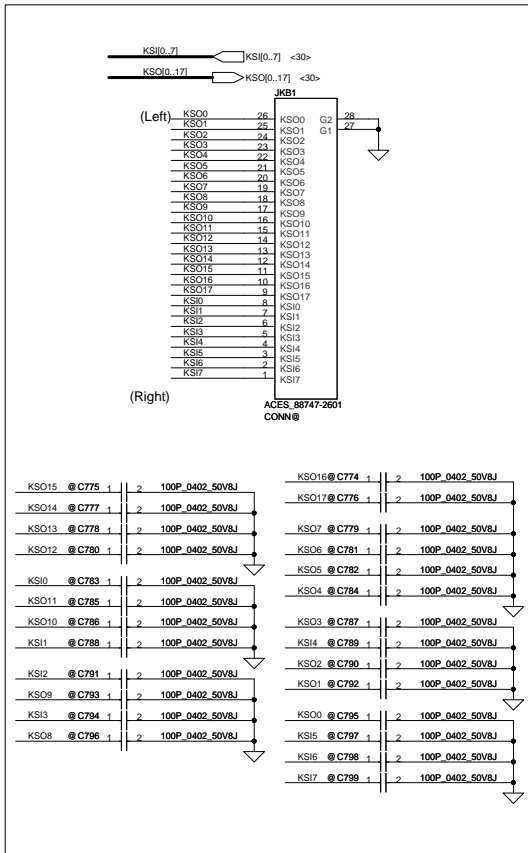 KSI[0..7] KSI[0..7] <30>
KSO[0..17] KSO[0..17] <30>
JKB1
(Left) KSO0 26 KSO0 G2 28
KSO1 25 KSO1 G1 27
KSO2 24 KSO2
KSO3 23 KSO3
KSO4 22 KSO4
KSO5 21 KSO5
KSO6 20 KSO6
KSO7 19 KSO7
KSO8 18 KSO8
KSO9 17 KSO9
KSO10 16 KSO10
KSO11 15 KSO11
KSO12 14 KSO12
KSO13 13 KSO13
KSO14 12 KSO14
KSO15 11 KSO15
KSO16 10 KSO16
KSO17 9 KSO17
KSI0 8 KSI0
KSI1 7 KSI1
KSI2 6 KSI2
KSI3 5 KSI3
KSI4 4 KSI4
KSI5 3 KSI5
KSI6 2 KSI6
KSI7 1 KSI7
(Right)
ACES_88747-2601
CONN@
KSO15 @ C775 1 2 100P_0402_50V8J
KSO14 @ C777 1 2 100P_0402_50V8J
KSO13 @ C778 1 2 100P_0402_50V8J
KSO12 @ C780 1 2 100P_0402_50V8J
KSI0 @ C783 1 2 100P_0402_50V8J
KSO11 @ C785 1 2 100P_0402_50V8J
KSO10 @ C786 1 2 100P_0402_50V8J
KSI1 @ C788 1 2 100P_0402_50V8J
KSI2 @ C791 1 2 100P_0402_50V8J
KSO9 @ C793 1 2 100P_0402_50V8J
KSI3 @ C794 1 2 100P_0402_50V8J
KSO8 @ C796 1 2 100P_0402_50V8J
KSO16 @ C774 1 2 100P_0402_50V8J
KSO17 @ C776 1 2 100P_0402_50V8J
KSO7 @ C779 1 2 100P_0402_50V8J
KSO6 @ C781 1 2 100P_0402_50V8J
KSO5 @ C782 1 2 100P_0402_50V8J
KSO4 @ C784 1 2 100P_0402_50V8J
KSO3 @ C787 1 2 100P_0402_50V8J
KSI4 @ C789 1 2 100P_0402_50V8J
KSO2 @ C790 1 2 100P_0402_50V8J
KSO1 @ C792 1 2 100P_0402_50V8J
KSO0 @ C795 1 2 100P_0402_50V8J
KSI5 @ C797 1 2 100P_0402_50V8J
KSI6 @ C798 1 2 100P_0402_50V8J
KSI7 @ C799 1 2 100P_0402_50V8J